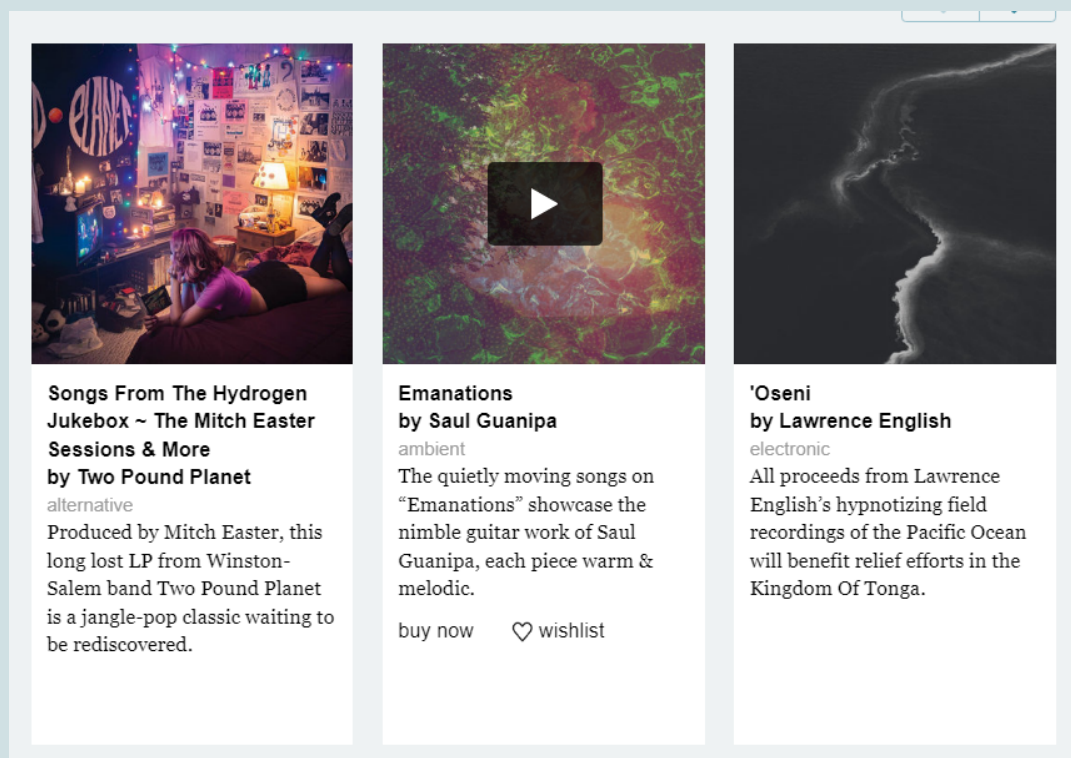 PLANET
Songs From The Hydrogen
Jukebox ~ The Mitch Easter
Sessions & More
by Two Pound Planet
alternative
Produced by Mitch Easter, this
long lost LP from Winston-
Salem band Two Pound Planet
is a jangle-pop classic waiting to
be rediscovered.
Emanations
by Saul Guanipa
ambient
The quietly moving songs on
“Emanations” showcase the
nimble guitar work of Saul
Guanipa, each piece warm &
melodic.
buy now wishlist
'Oseni
by Lawrence English
electronic
All proceeds from Lawrence
English’s hypnotizing field
recordings of the Pacific Ocean
will benefit relief efforts in the
Kingdom Of Tonga.